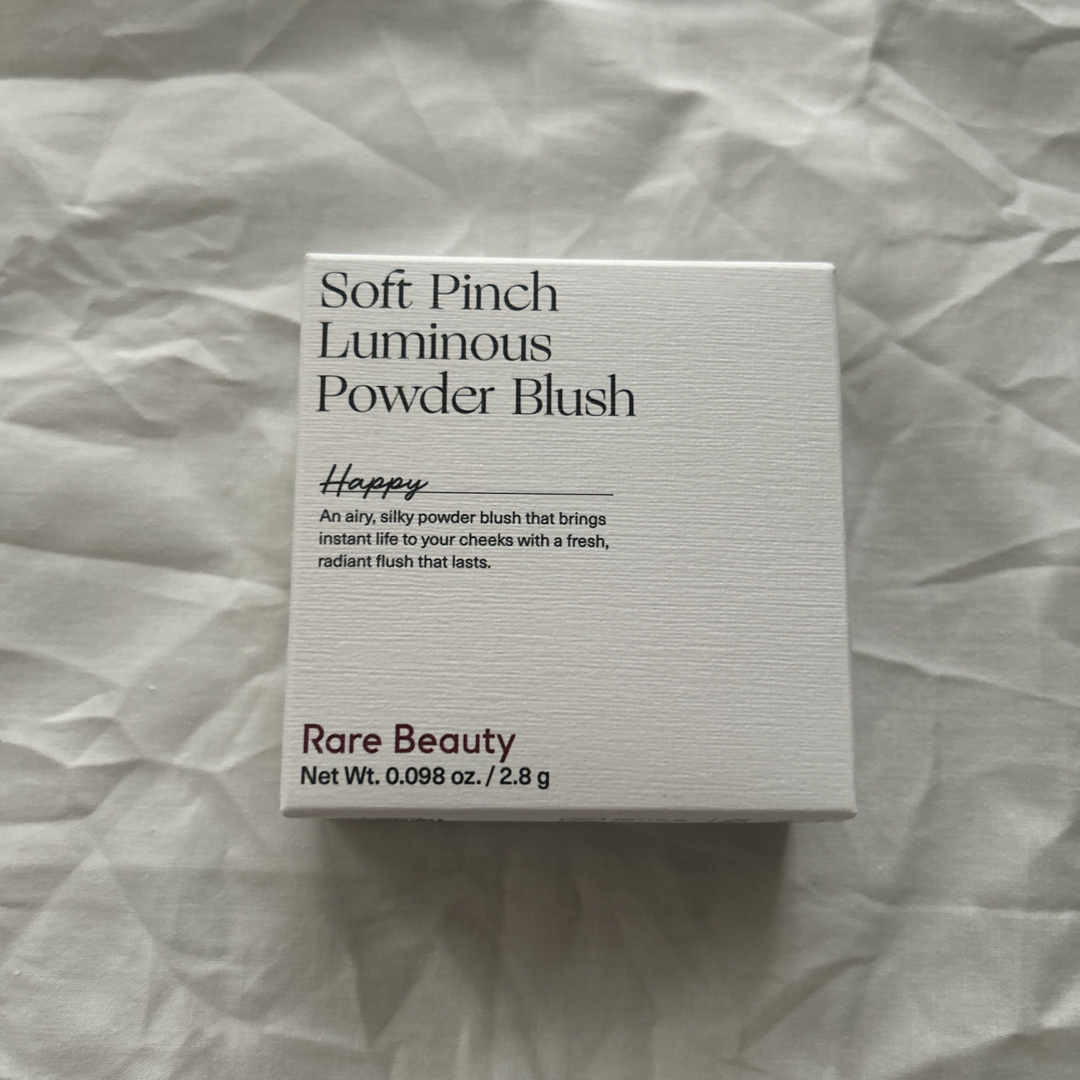 Soft Pinch
Luminous
Powder Blush
Happy
An airy, silky powder blush that brings
instant life to your cheeks with a fresh,
radiant flush that lasts.
Rare Beauty
Net Wt. 0.098 oz. / 2.8 g